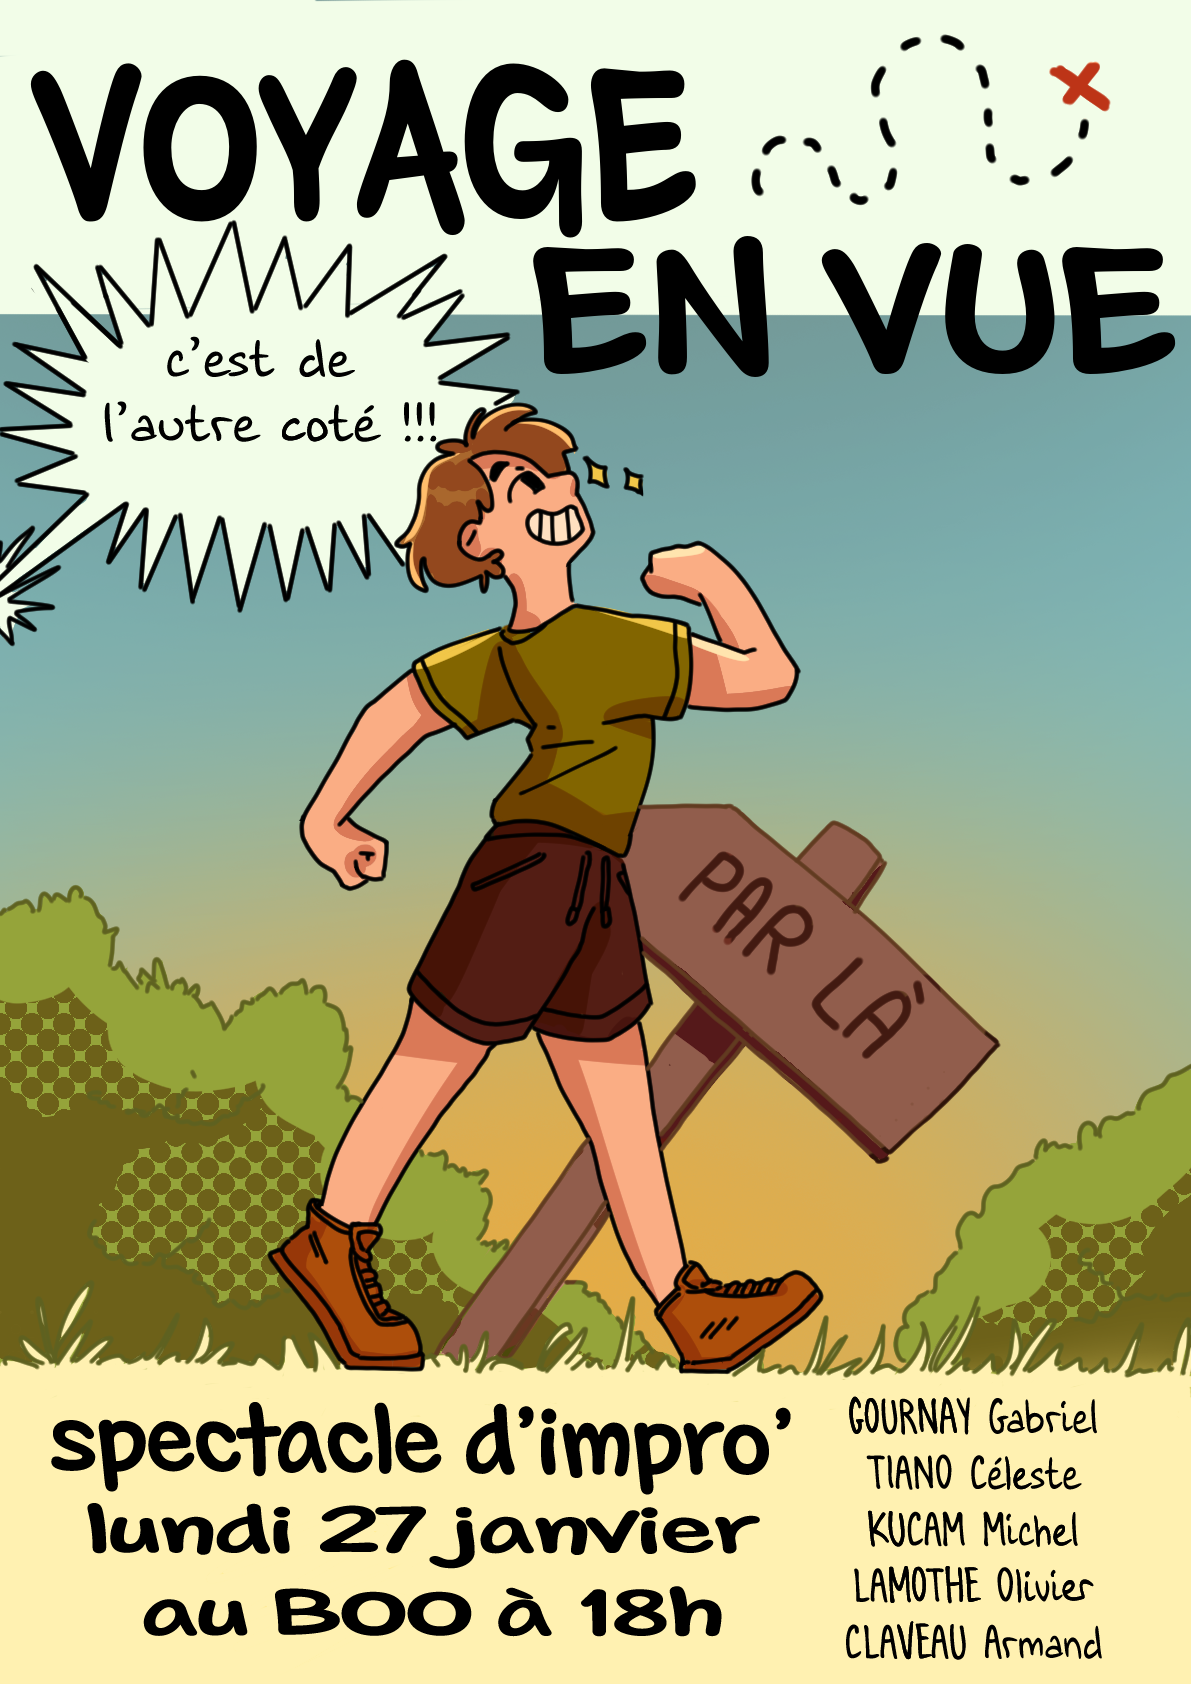 VOYAGE
EN VUE
c'est de
l'autre coté !!!
PAR LÀ
spectacle d'impro'
lundi 27 janvier
au BOO à 18h
GOURNAY Gabriel
TIANO Céleste
KUCAM Michel
LAMOTHE Olivier
CLAVEAU Armand